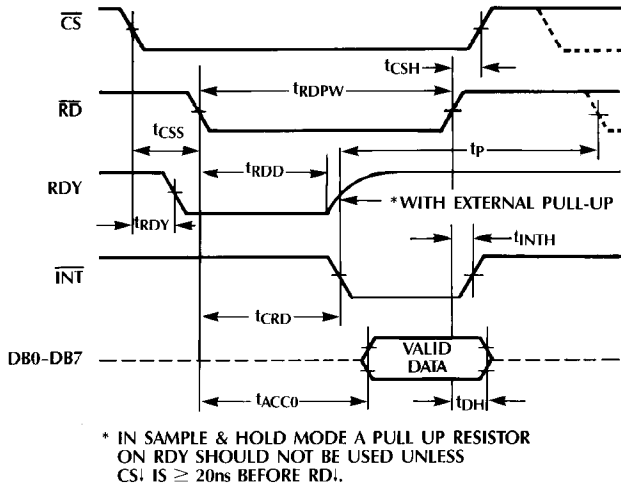 CS
tCSH
tRDPW
RD
tCSS
tP
tRDD
RDY
* WITH EXTERNAL PULL-UP
tRDY
tINTH
INT
tCRD
DB0-DB7
VALID
DATA
tACC0
tDH
* IN SAMPLE & HOLD MODE A PULL UP RESISTOR
ON RDY SHOULD NOT BE USED UNLESS
CS↓ IS ≥ 20ns BEFORE RD↓.